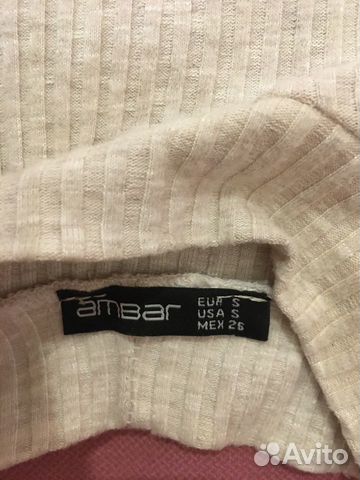 ambar
EUR S
USA S
MEX 26
Avito